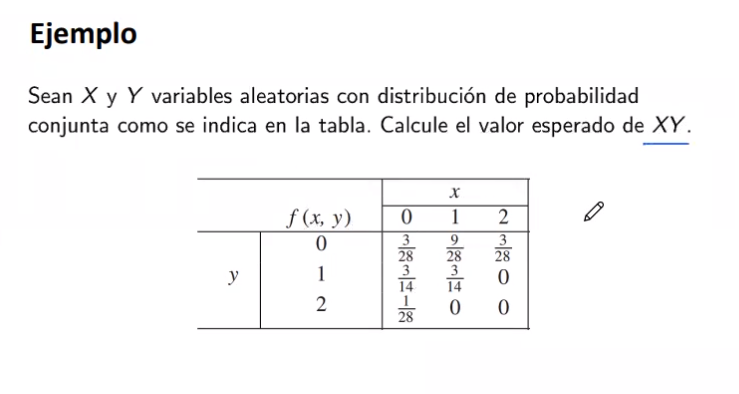 Ejemplo
Sean X y Y variables aleatorias con distribución de probabilidad
conjunta como se indica en la tabla. Calcule el valor esperado de XY.
x
f(x, y) 0 1 2
0 3/28 9/28 3/28
y 1 3/14 3/14 0
2 1/28 0 0